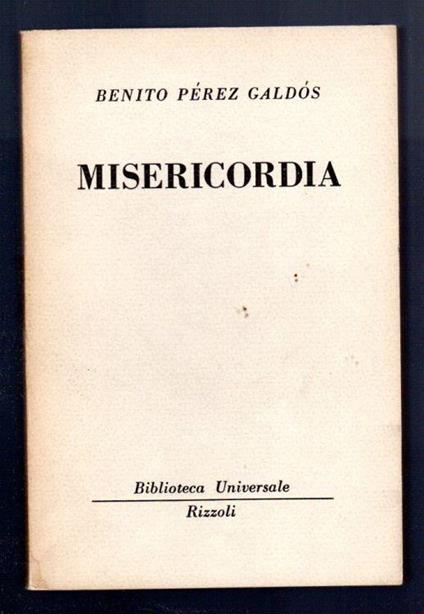 BENITO PÉREZ GALDÓS
MISERICORDIA
Biblioteca Universale
Rizzoli